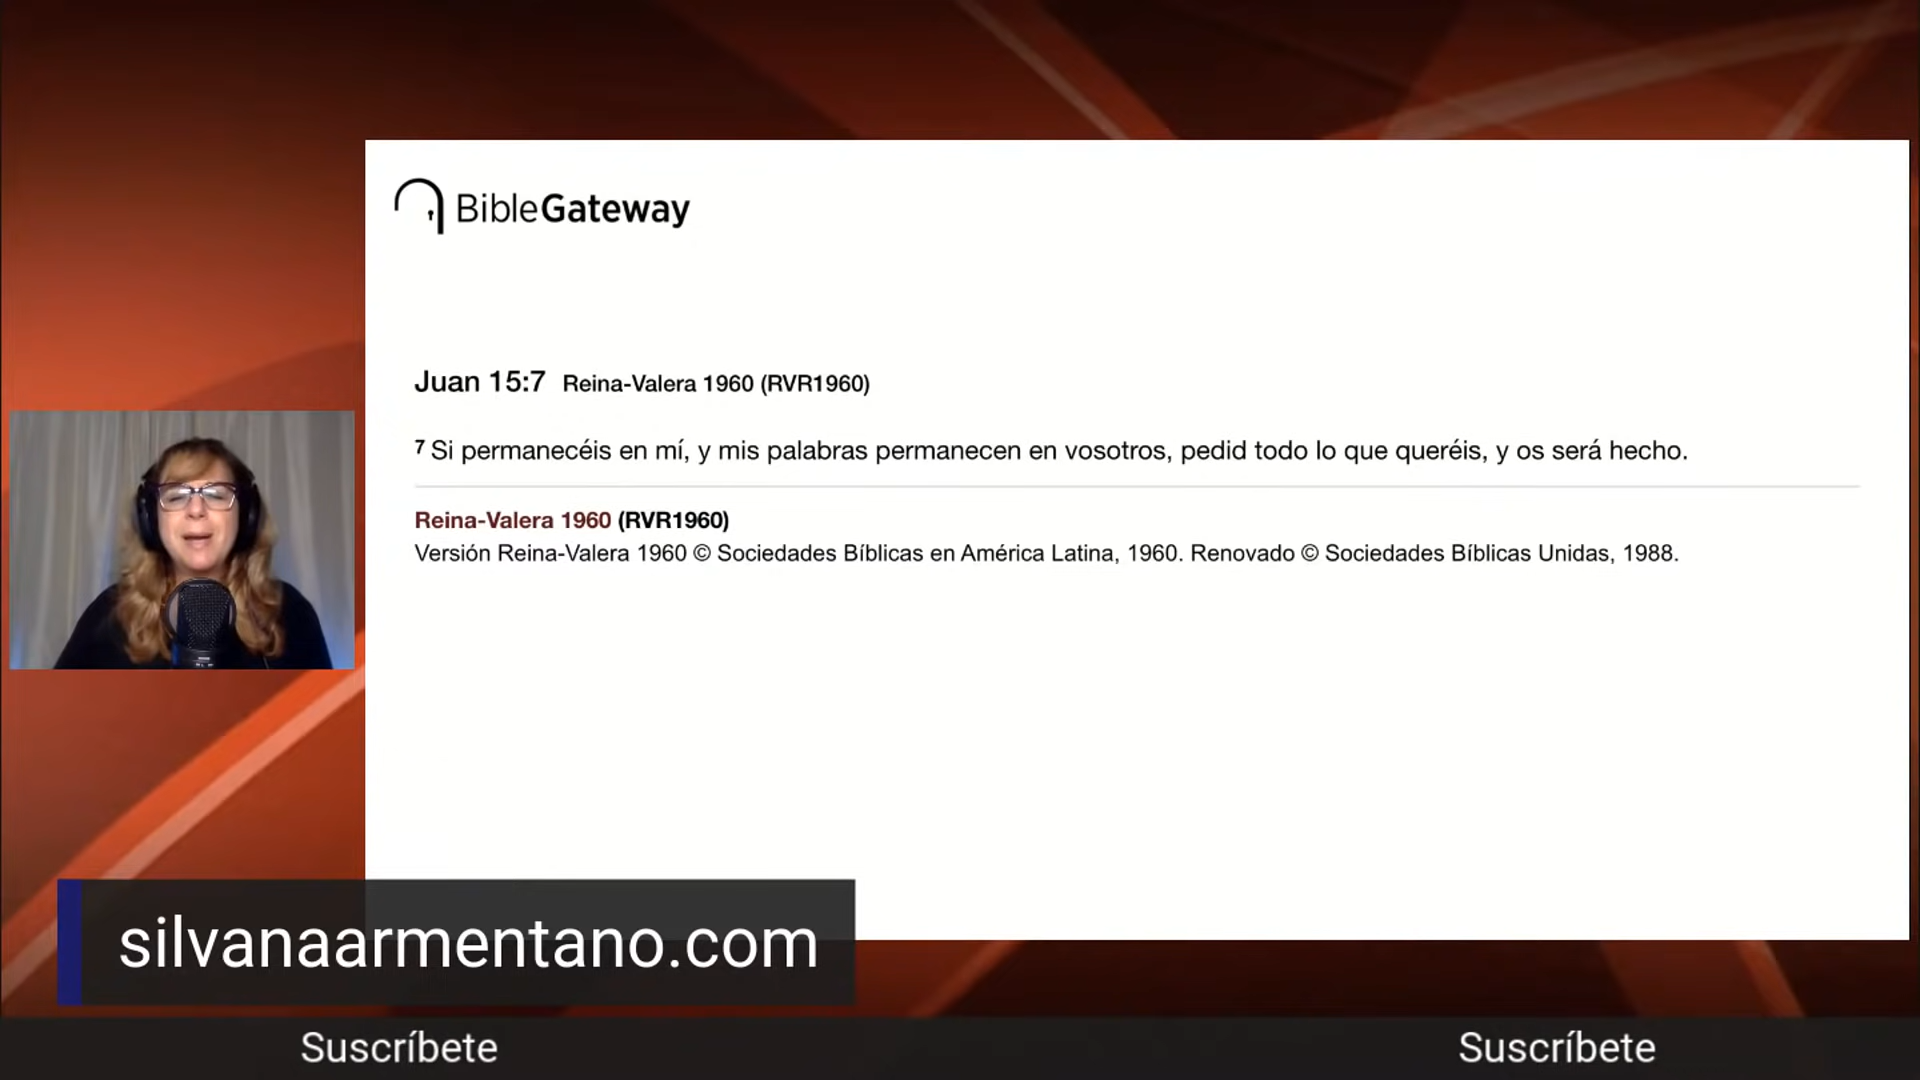 BibleGateway
Juan 15:7 Reina-Valera 1960 (RVR1960)
7 Si permanecéis en mí, y mis palabras permanecen en vosotros, pedid todo lo que queréis, y os será hecho.
Reina-Valera 1960 (RVR1960)
Versión Reina-Valera 1960 © Sociedades Bíblicas en América Latina, 1960. Renovado © Sociedades Bíblicas Unidas, 1988.
silvanaarmentano.com
Suscríbete
Suscríbete